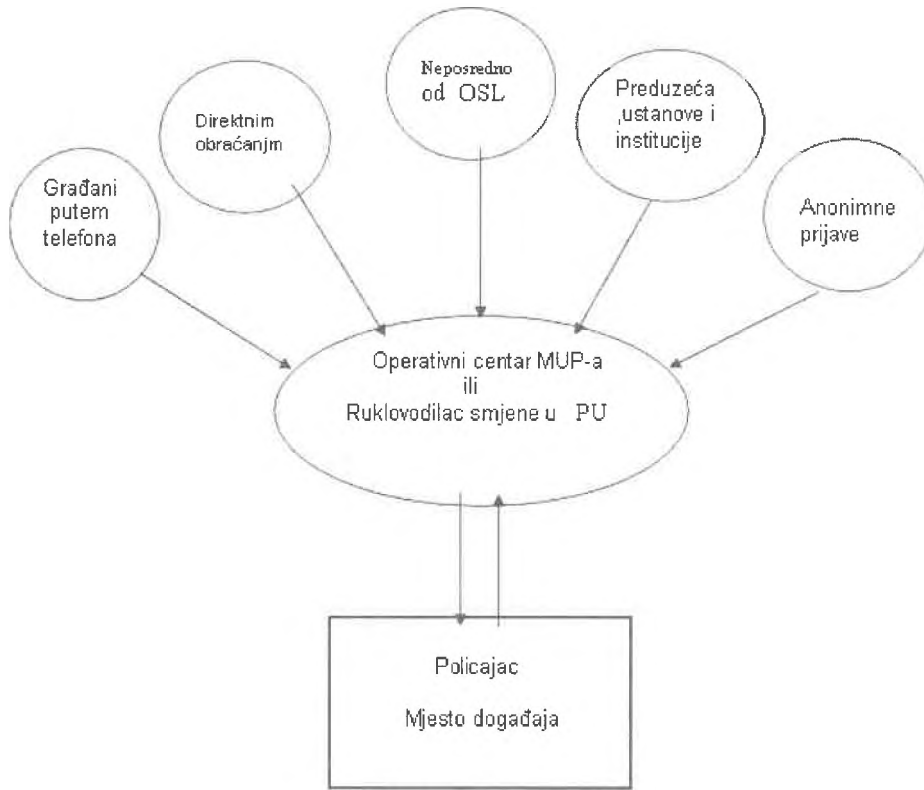 Građani
putem
telefona
Direktnim
obraćanjm
Neposredno
od OSL
Preduzeća
,ustanove i
institucije
Anonimne
prijave
Operativni centar MUP-a
ili
Ruklovodilac smjene u PU
Policajac
Mjesto događaja